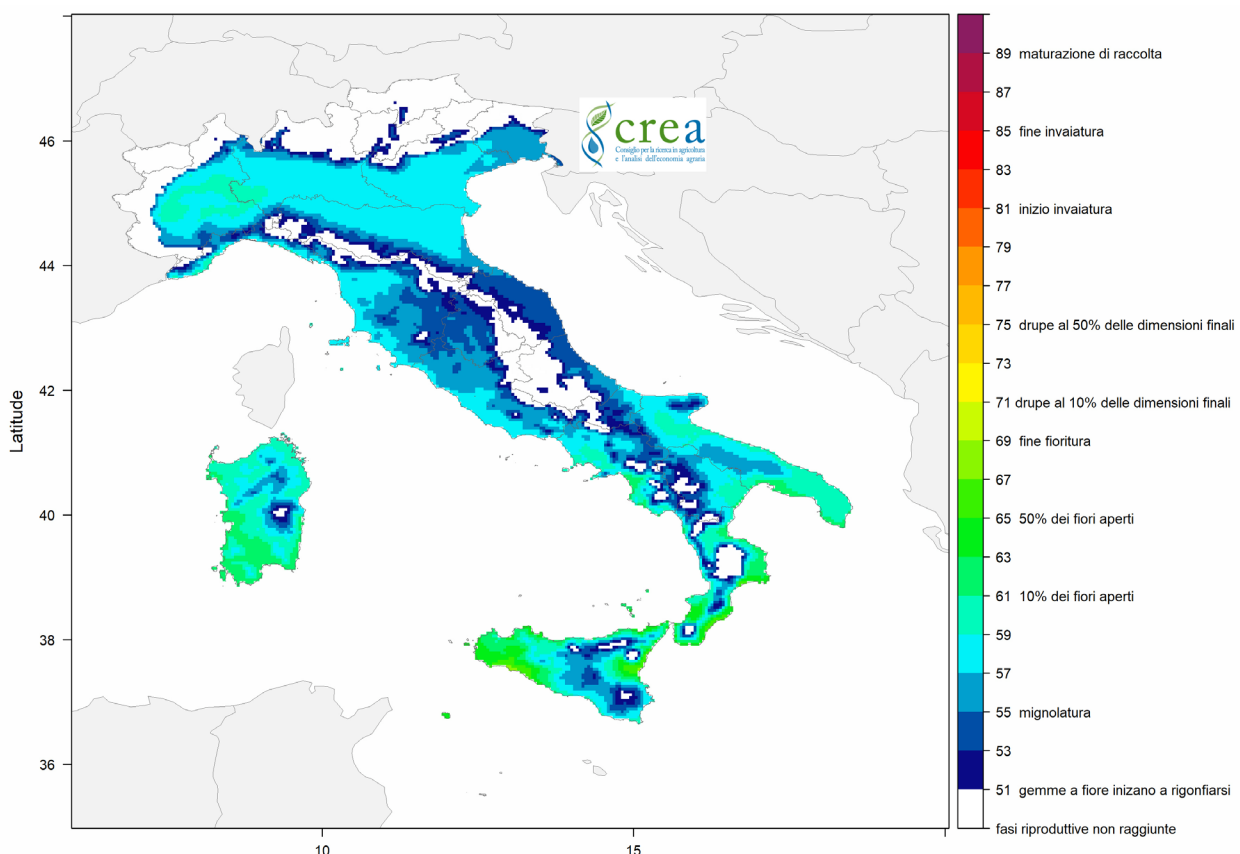 crea
Consiglio per la ricerca in agricoltura
e l'analisi dell'economia agraria
Latitude
46
44
42
40
38
36
10
15
89 maturazione di raccolta
87
85 fine invaiatura
83
81 inizio invaiatura
79
77
75 drupe al 50% delle dimensioni finali
73
71 drupe al 10% delle dimensioni finali
69 fine fioritura
67
65 50% dei fiori aperti
63
61 10% dei fiori aperti
59
57
55 mignolatura
53
51 gemme a fiore inizano a rigonfiarsi
fasi riproduttive non raggiunte